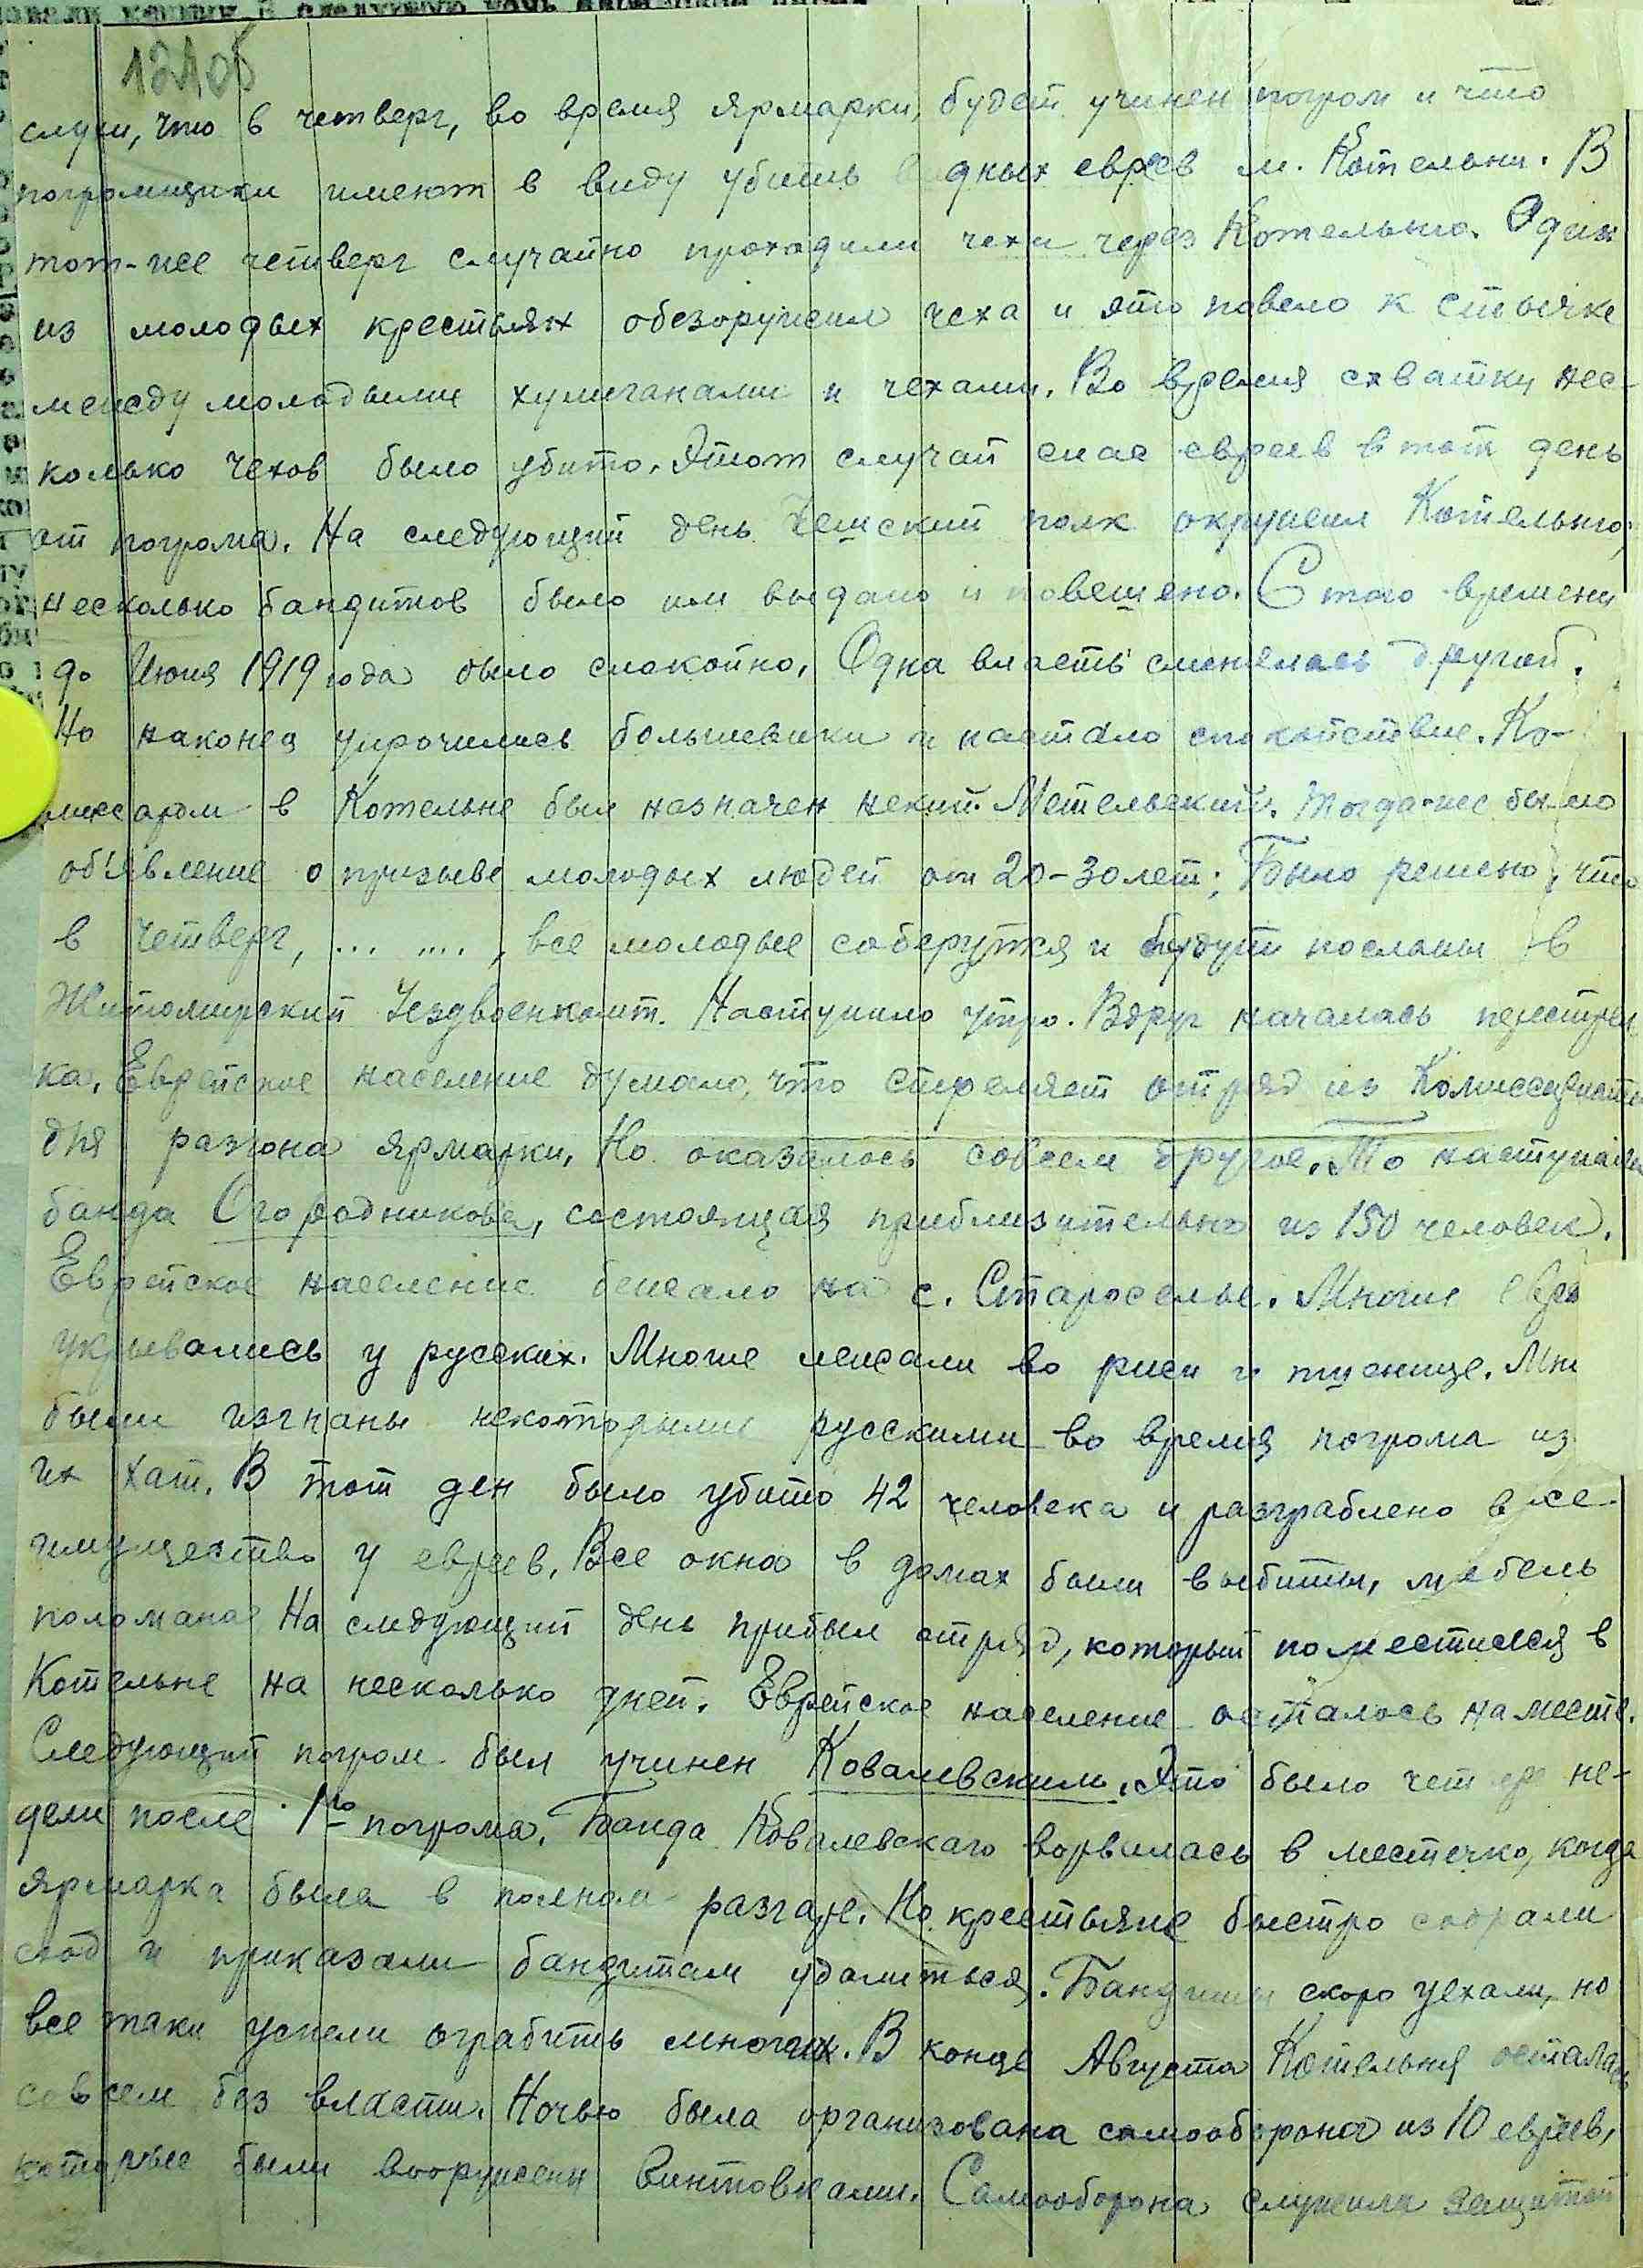 121об
слухи, что в четверг, во время ярмарки, будет учинен погром и что
погромщики имеют в виду убить бедных евреев м. Котельни. В
тот-же четверг случайно проходили чехи через Котельню. Один
из молодых крестьян обезоружил чеха и это повело к стычке
между молодыми хулиганами и чехами. Во время схватки нес-
колько чехов было убито. Этот случай спас евреев в тот день
от погрома. На следующий день Чешский полк окружил Котельню,
несколько бандитов было им выдано и повешено. С того времени
до Июня 1919 года было спокойно. Одна власть сменялась другой.
Но наконец упрочились большевики и настало спокойствие. Ко-
миссаром в Котельне был назначен некий Метельский. Тогда-же было
об'явление о призыве молодых людей от 20-30 лет; Было решено, что
в четверг, ... ...., все молодые соберутся и будут посланы в
Житомирский Уездвоенкомт. Наступило утро. Вдруг началась перестрел
ка. Еврейское население думало, что стреляет отряд из Комиссариата
для разгона ярмарки. Но оказалось совсем другое. То наступала
банда Огородникова, состоящая приблизительно из 150 человек.
Еврейское население бежало на с. Староселье. Многие евре
укрывались у русских. Многие лежали во ржи и пшенице. Мн
были изгнаны некоторыми русскими во время погрома из
их хат. В тот ден было убито 42 человека и разграблено все
имущество у евреев. Все окна в домах были выбиты, мебель
поломана. На следующий день прибыл отряд, который поместился в
Котельне на несколько дней. Еврейское население осталось на месте.
Следующий погром был учинен Ковалевским. Это было четыре не-
дели после 1го погрома. Банда Ковалевскаго ворвилась в местечко, когда
ярмарка была в полном разгаре. Но крестьяне быстро собрали
сход и приказали бандитам удалиться. Бандиты скоро уехали, но
все таки успели ограбить многих. В конце Августа Котельня осталась
совсем без власти. Ночью была организована самооборона из 10 евреев,
которые были вооружены винтовками. Самооборона служила защитой